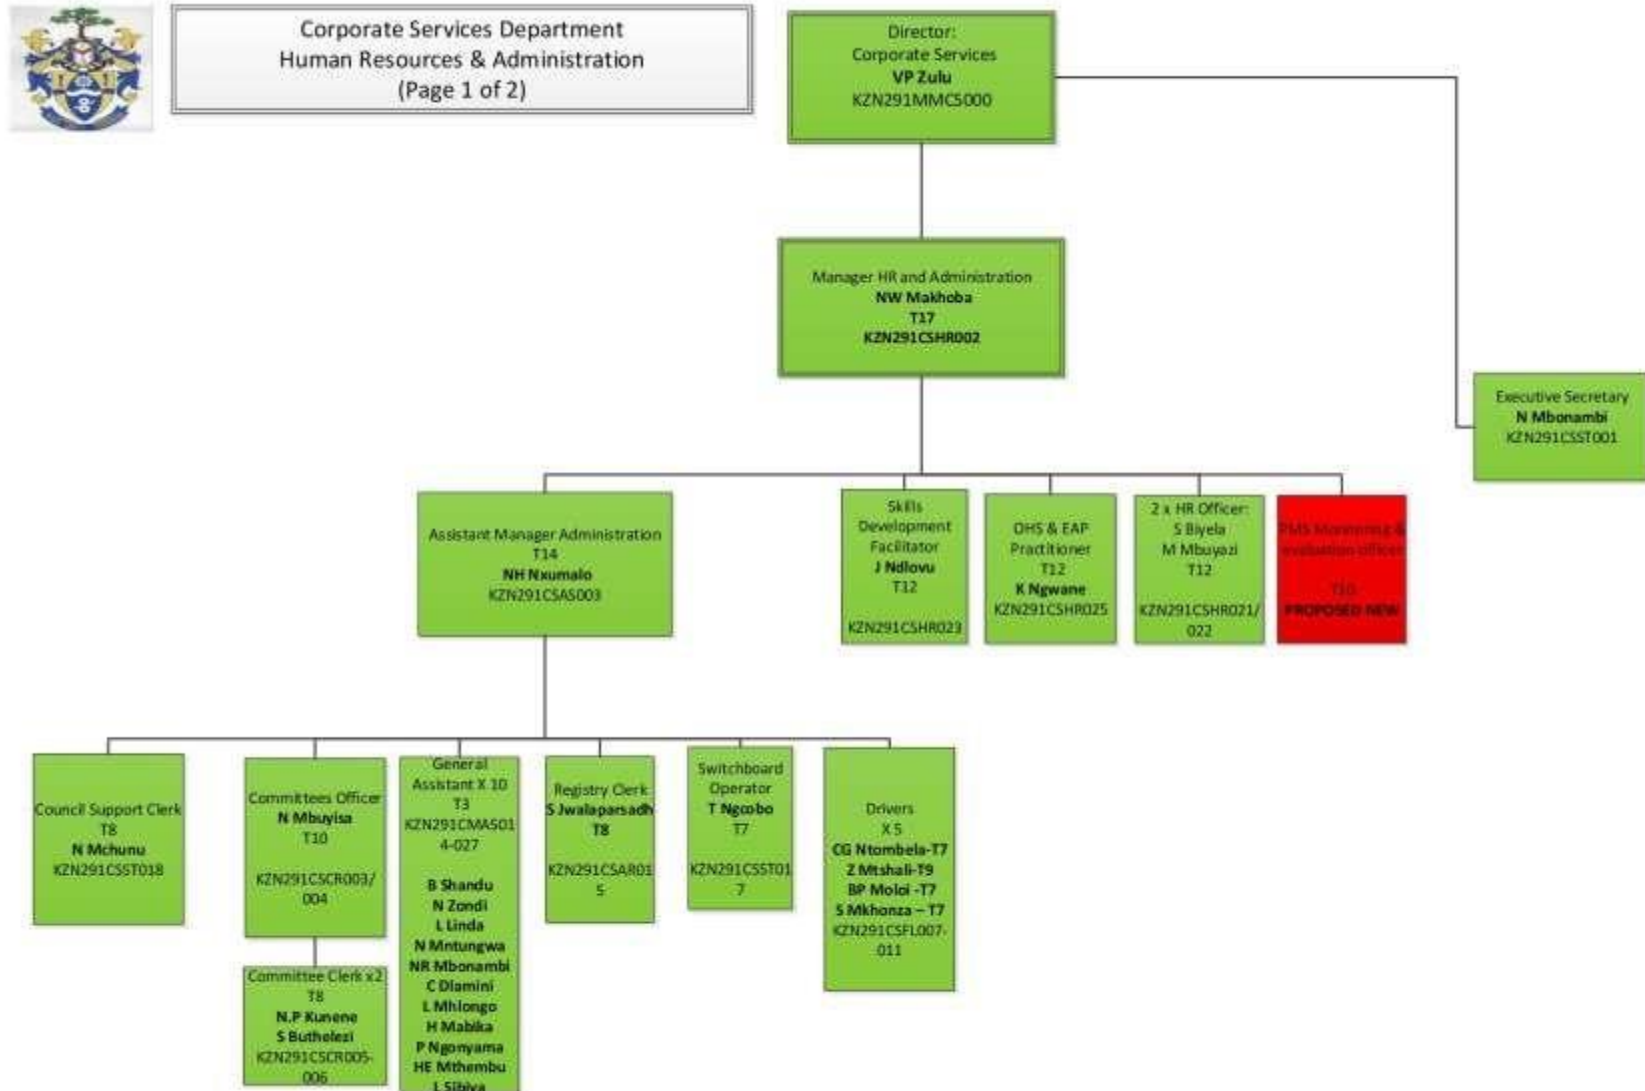 Corporate Services Department
Human Resources & Administration
(Page 1 of 2)
Director:
Corporate Services
VP Zulu
KZN291MMCS000
Manager HR and Administration
NW Makhoba
T17
KZN291CSHR002
Executive Secretary
N Mbonambi
KZN291CSST001
Assistant Manager Administration
T14
NH Nxumalo
KZN291CSAS003
Skills
Development
Facilitator
J Ndlovu
T12
KZN291CSHR023
OHS & EAP
Practitioner
T12
K Ngwane
KZN291CSHR025
2 x HR Officer:
S Biyela
M Mbuyazi
T12
KZN291CSHR021/
022
PMS Monitoring &
evaluation officer
PROPOSED NEW
Council Support Clerk
T8
N Mchunu
KZN291CSST018
Committees Officer
N Mbuyisa
T10
KZN291CSCR003/
004
Committee Clerk x2
T8
N.P Kunene
S Buthelezi
KZN291CSCR005-
006
General
Assistant X 10
T3
KZN291CMAS01
4-027
B Shandu
N Zondi
L Linda
N Mntungwa
NR Mbonambi
C Dlamini
L Mhlongo
H Mabika
P Ngonyama
HE Mthembu
Sibiya
Registry Clerk
S Jwalaparsadh
T8
KZN291CSAR01
5
Switchboard
Operator
T Ngcobo
T7
KZN291CSST01
7
Drivers
X 5
CG Ntombela-T7
Z Mtshali-T9
BP Moloi -T7
S Mkhonza – T7
KZN291CSFL007-
011